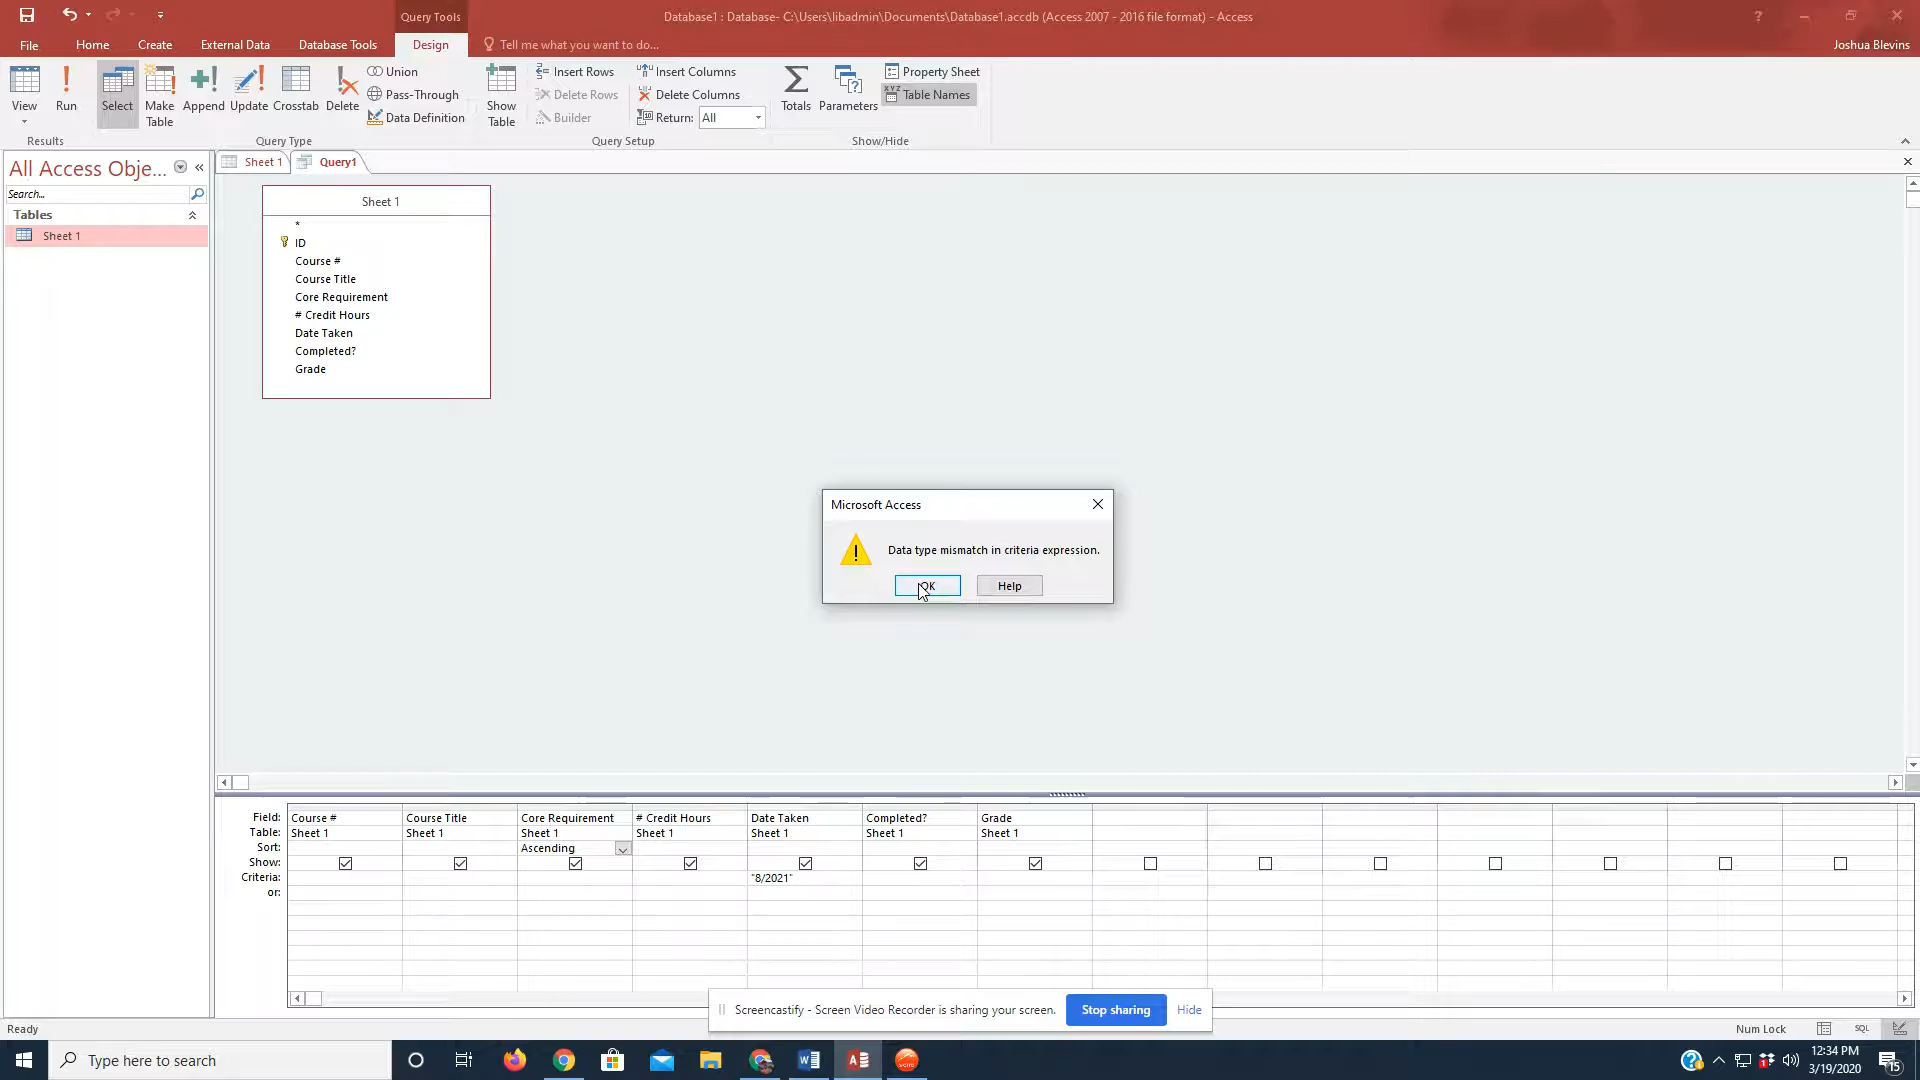 Query Tools
Database1 : Database- C:\Users\libadmin\Documents\Database1.accdb (Access 2007 - 2016 file format) - Access
File
Home
Create
External Data
Database Tools
Design
Tell me what you want to do...
Joshua Blevins
View
Run
Select
Make Table
Append
Update
Crosstab
Delete
Union
Pass-Through
Data Definition
Show Table
Insert Rows
Delete Rows
Builder
Insert Columns
Delete Columns
Return: All
Totals
Parameters
Property Sheet
Table Names
Results
Query Type
Query Setup
Show/Hide
All Access Obje...
Search...
Tables
Sheet 1
Sheet 1
Query1
Sheet 1
*
ID
Course #
Course Title
Core Requirement
# Credit Hours
Date Taken
Completed?
Grade
Microsoft Access
Data type mismatch in criteria expression.
OK
Help
Field: Course # Course Title Core Requirement # Credit Hours Date Taken Completed? Grade
Table: Sheet 1 Sheet 1 Sheet 1 Sheet 1 Sheet 1 Sheet 1 Sheet 1
Sort: Ascending
Show:
Criteria: "8/2021"
or:
Screencastify - Screen Video Recorder is sharing your screen.
Stop sharing
Hide
Ready
Num Lock
SQL
Type here to search
12:34 PM
3/19/2020
15